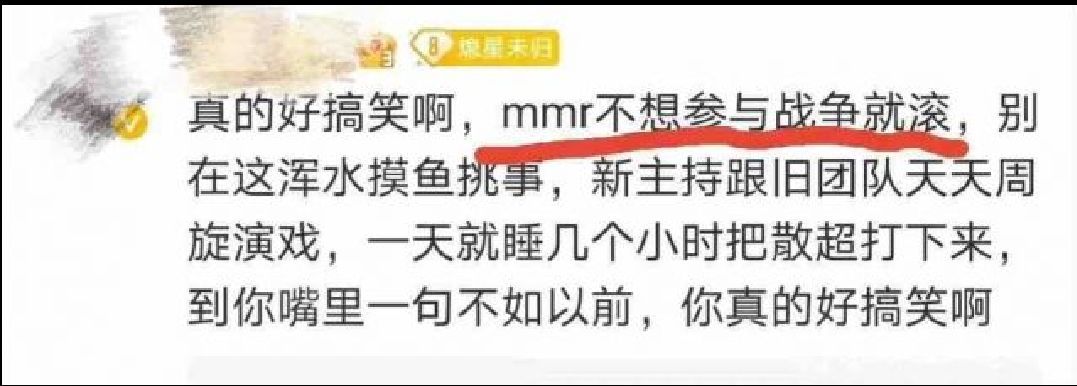 8 熄星未归
真的好搞笑啊，mmr不想参与战争就滚，别
在这浑水摸鱼挑事，新主持跟旧团队天天周
旋演戏，一天就睡几个小时把散超打下来，
到你嘴里一句不如以前，你真的好搞笑啊